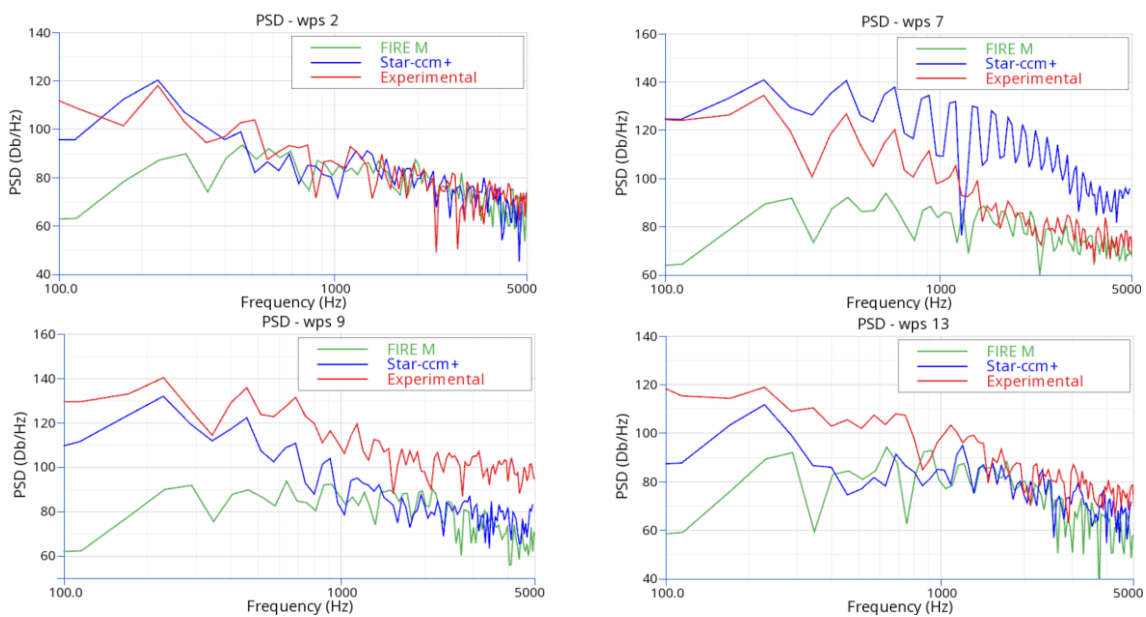 PSD - wps 2
140
120
100
80
60
40
PSD (Db/Hz)
FIRE M
Star-ccm+
Experimental
100.0
1000
5000
Frequency (Hz)
PSD - wps 7
160
140
120
100
80
60
PSD (Db/Hz)
FIRE M
Star-ccm+
Experimental
100.0
1000
5000
Frequency (Hz)
PSD - wps 9
160
140
120
100
80
60
PSD (Db/Hz)
FIRE M
Star-ccm+
Experimental
100.0
1000
5000
Frequency (Hz)
PSD - wps 13
140
120
100
80
60
40
PSD (Db/Hz)
FIRE M
Star-ccm+
Experimental
100.0
1000
5000
Frequency (Hz)